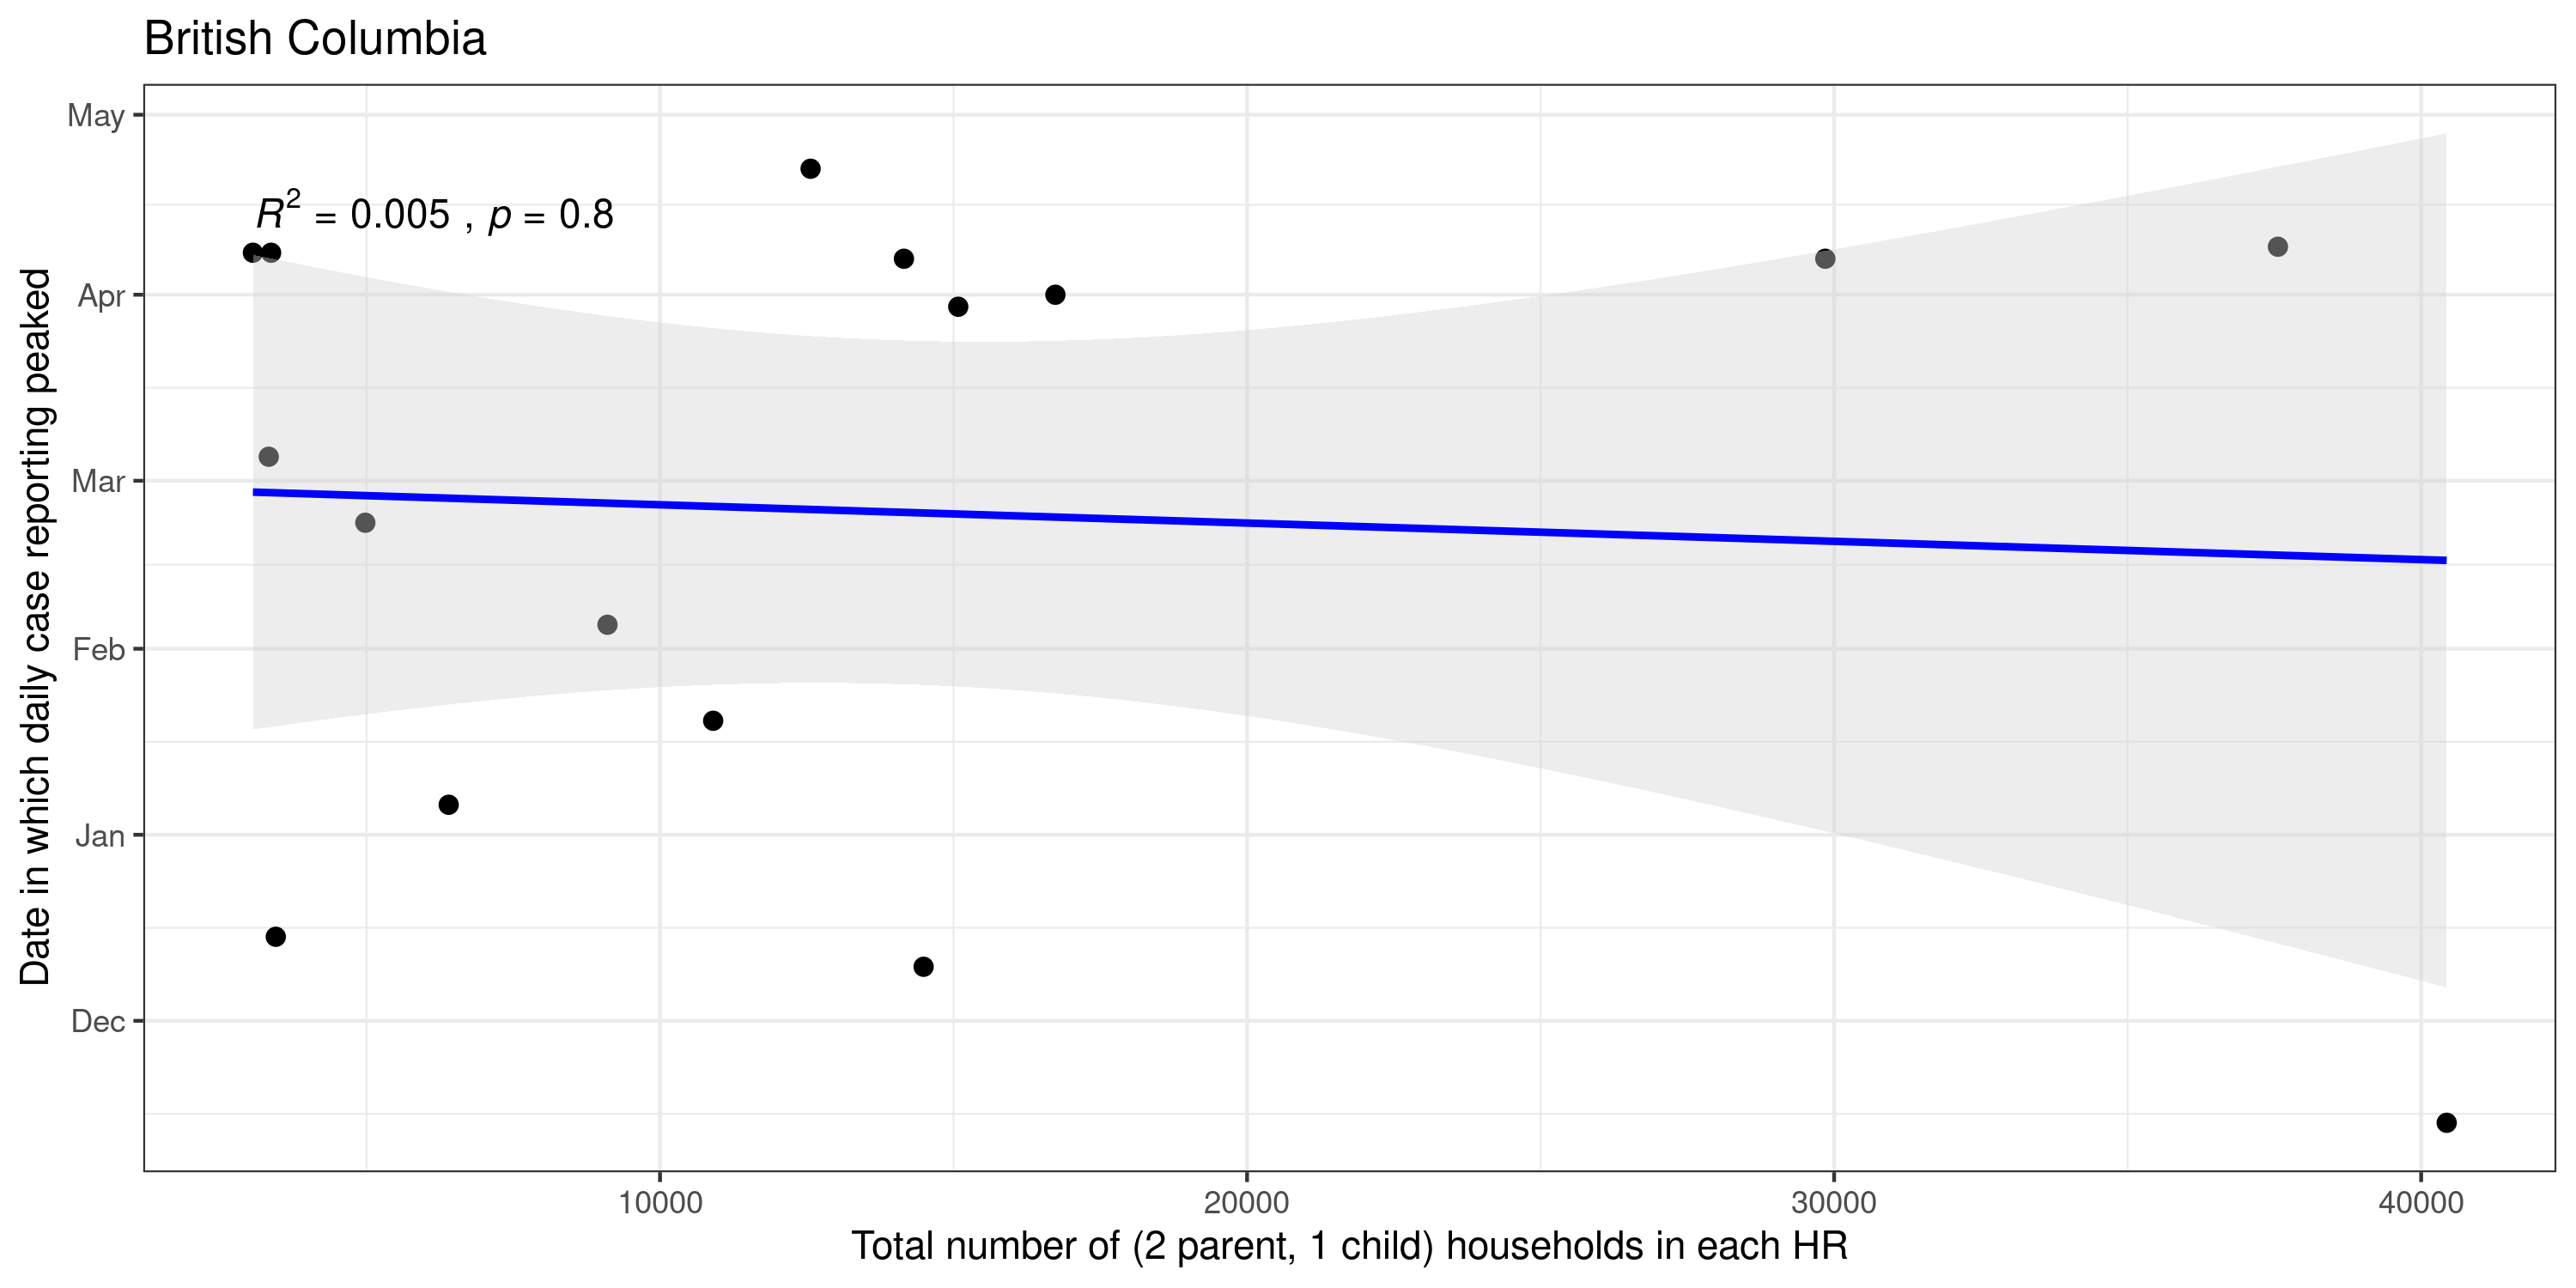 British Columbia
May
R² = 0.005 , p = 0.8
Apr
Mar
Feb
Jan
Dec
Date in which daily case reporting peaked
10000 20000 30000 40000
Total number of (2 parent, 1 child) households in each HR